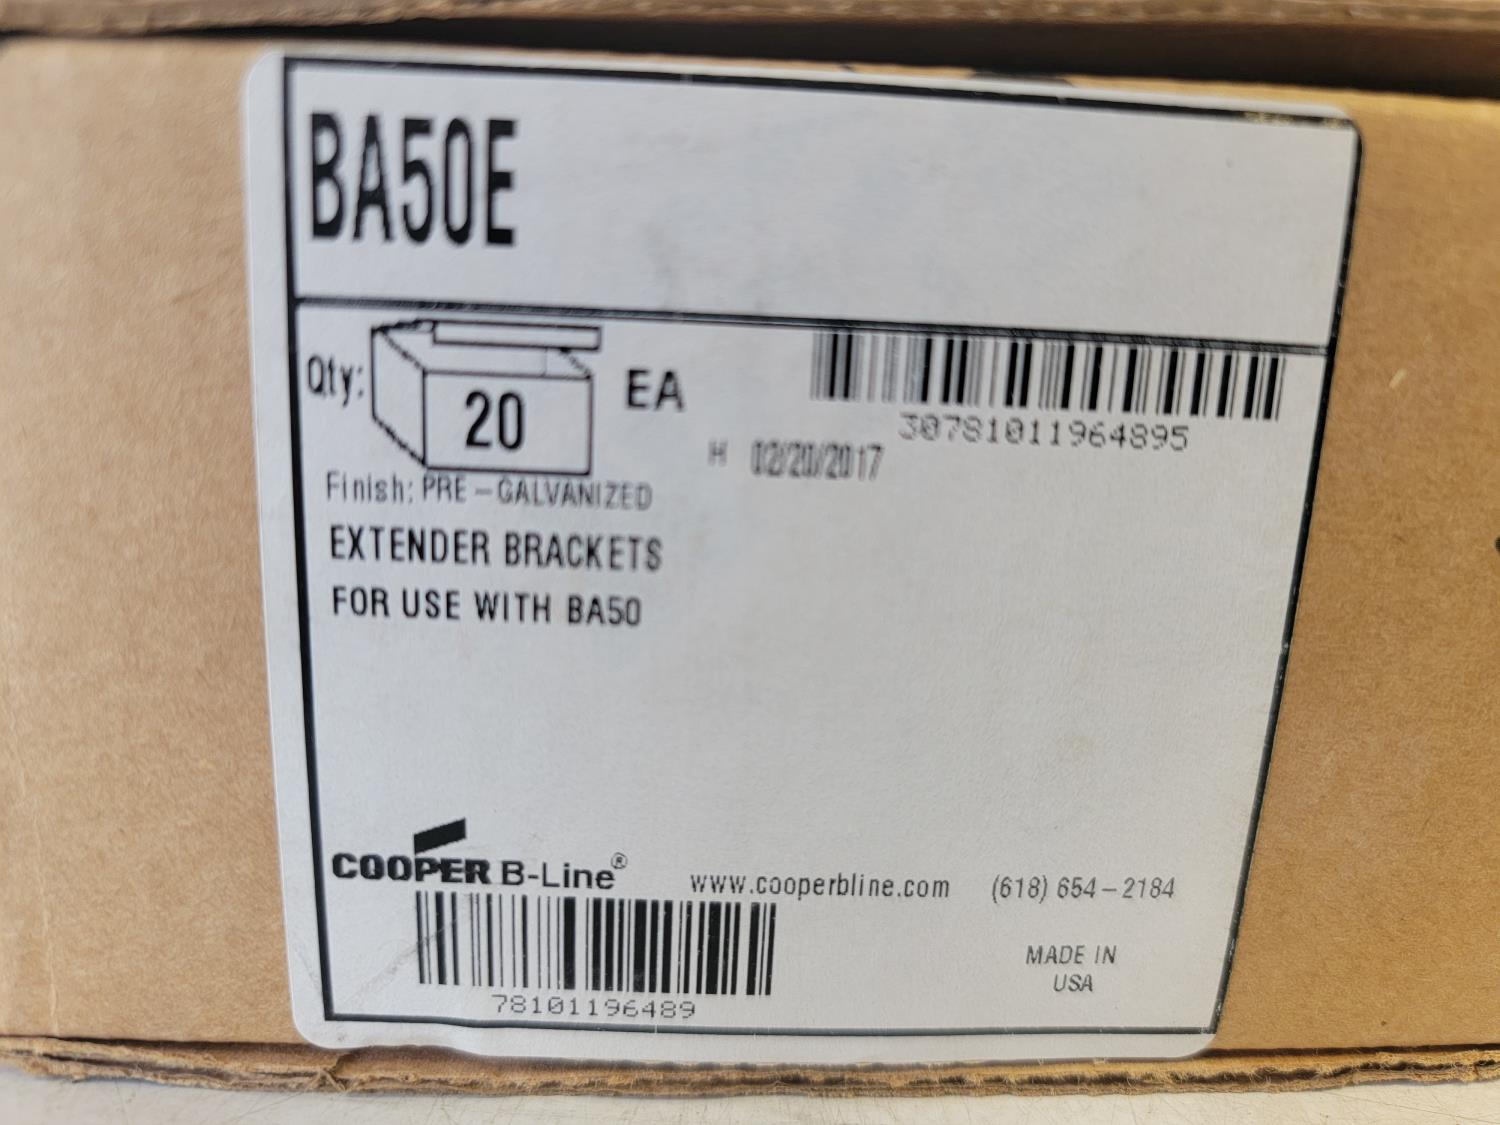 BA50E
Qty: 20 EA
30781011964895
H 02/20/2017
Finish: PRE-GALVANIZED
EXTENDER BRACKETS
FOR USE WITH BA50
COOPER B-Line® www.cooperbline.com (618) 654-2184
78101196489
MADE IN
USA